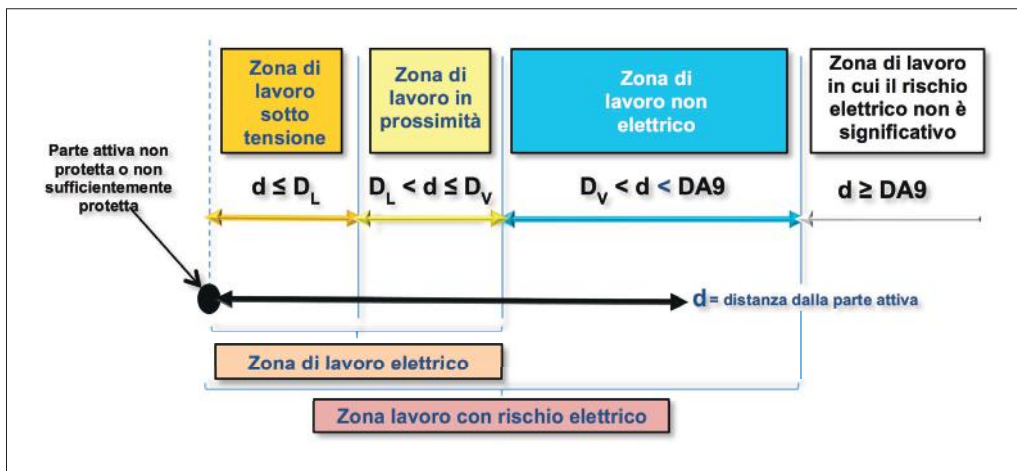 Zona di
lavoro
sotto
tensione
Zona di
lavoro in
prossimità
Zona di
lavoro non
elettrico
Zona di lavoro
in cui il rischio
elettrico non è
significativo
Parte attiva non
protetta o non
sufficientemente
protetta
d ≤ DL
DL < d ≤ DV
DV < d < DA9
d ≥ DA9
d= distanza dalla parte attiva
Zona di lavoro elettrico
Zona lavoro con rischio elettrico